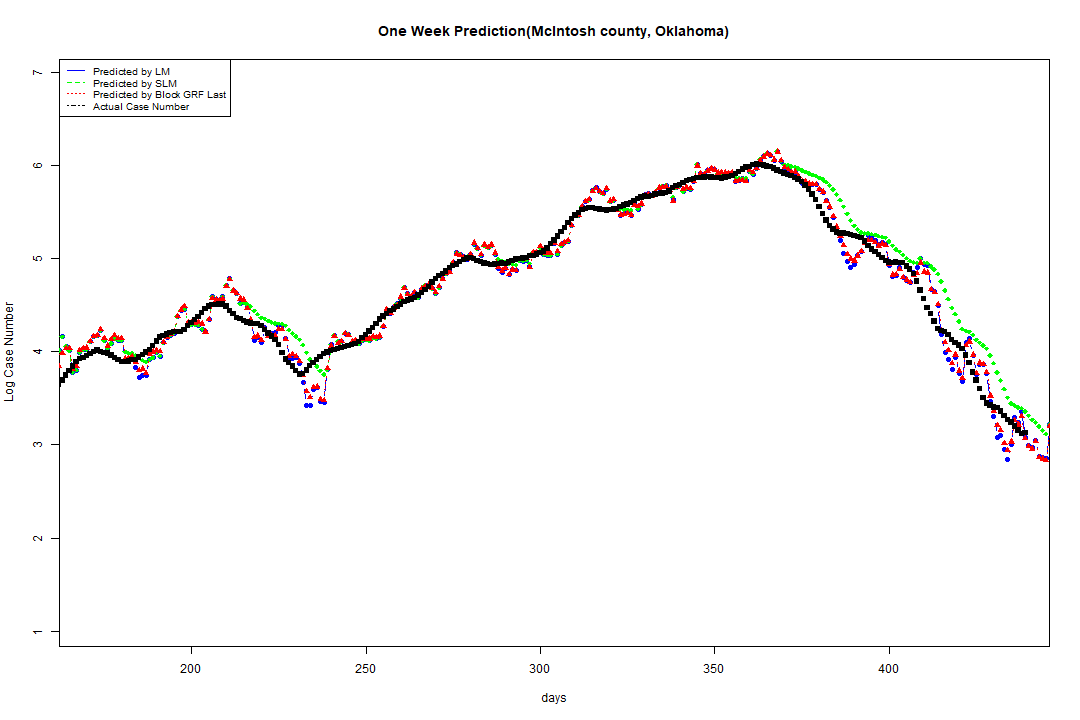 One Week Prediction(McIntosh county, Oklahoma)
Predicted by LM
Predicted by SLM
Predicted by Block GRF Last
Actual Case Number
7
6
5
4
3
2
1
Log Case Number
200 250 300 350 400
days